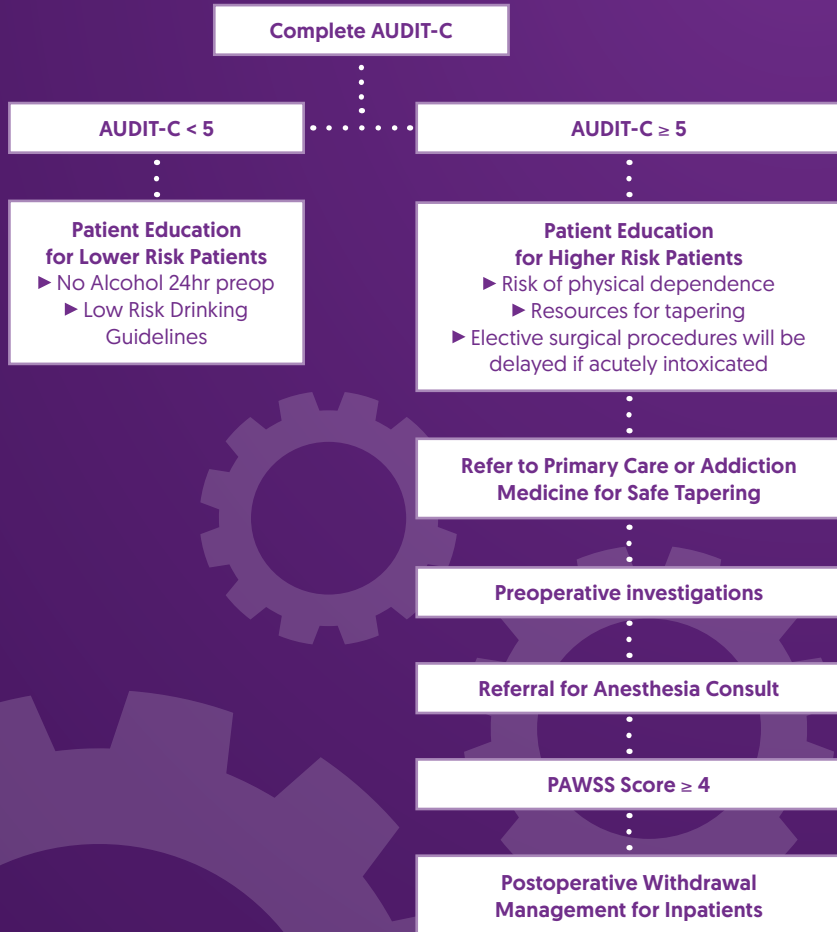 Complete AUDIT-C
AUDIT-C < 5
AUDIT-C ≥ 5
Patient Education
for Lower Risk Patients
▶ No Alcohol 24hr preop
▶ Low Risk Drinking
Guidelines
Patient Education
for Higher Risk Patients
▶ Risk of physical dependence
▶ Resources for tapering
▶ Elective surgical procedures will be
delayed if acutely intoxicated
Refer to Primary Care or Addiction
Medicine for Safe Tapering
Preoperative investigations
Referral for Anesthesia Consult
PAWSS Score ≥ 4
Postoperative Withdrawal
Management for Inpatients